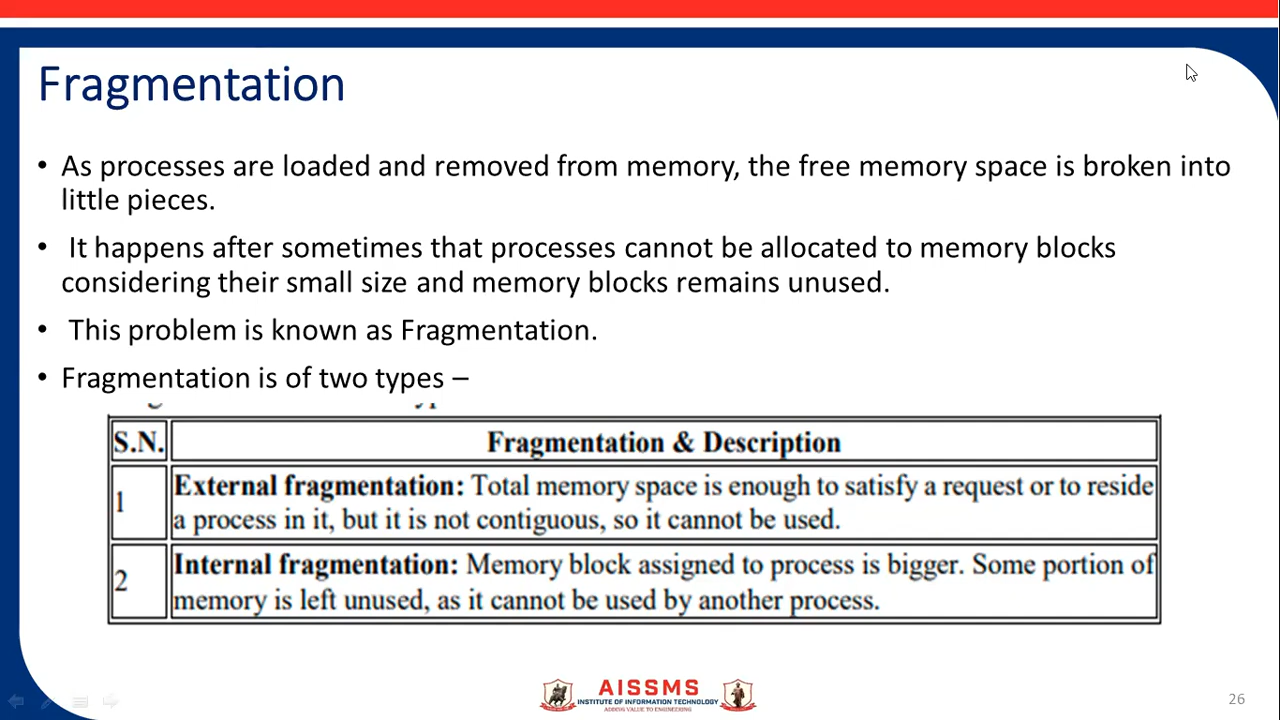 Fragmentation
• As processes are loaded and removed from memory, the free memory space is broken into
little pieces.
• It happens after sometimes that processes cannot be allocated to memory blocks
considering their small size and memory blocks remains unused.
• This problem is known as Fragmentation.
• Fragmentation is of two types –
S.N. Fragmentation & Description
1 External fragmentation: Total memory space is enough to satisfy a request or to reside
a process in it, but it is not contiguous, so it cannot be used.
2 Internal fragmentation: Memory block assigned to process is bigger. Some portion of
memory is left unused, as it cannot be used by another process.
AISSMS
INSTITUTE OF INFORMATION TECHNOLOGY
ADDING VALUE TO ENGINEERING
26